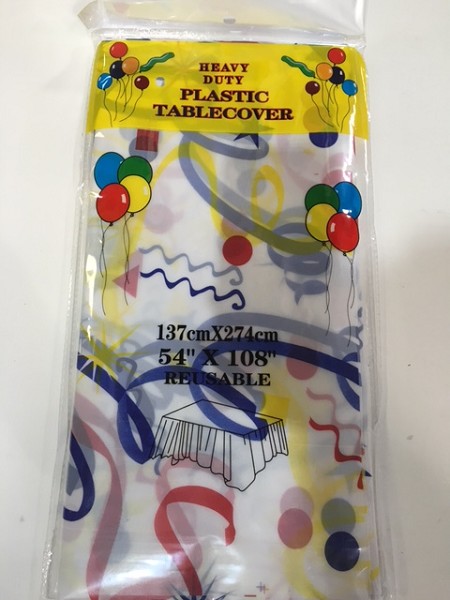 HEAVY
DUTY
PLASTIC
TABLECOVER
137cmX274cm
54" X 108"
REUSABLE